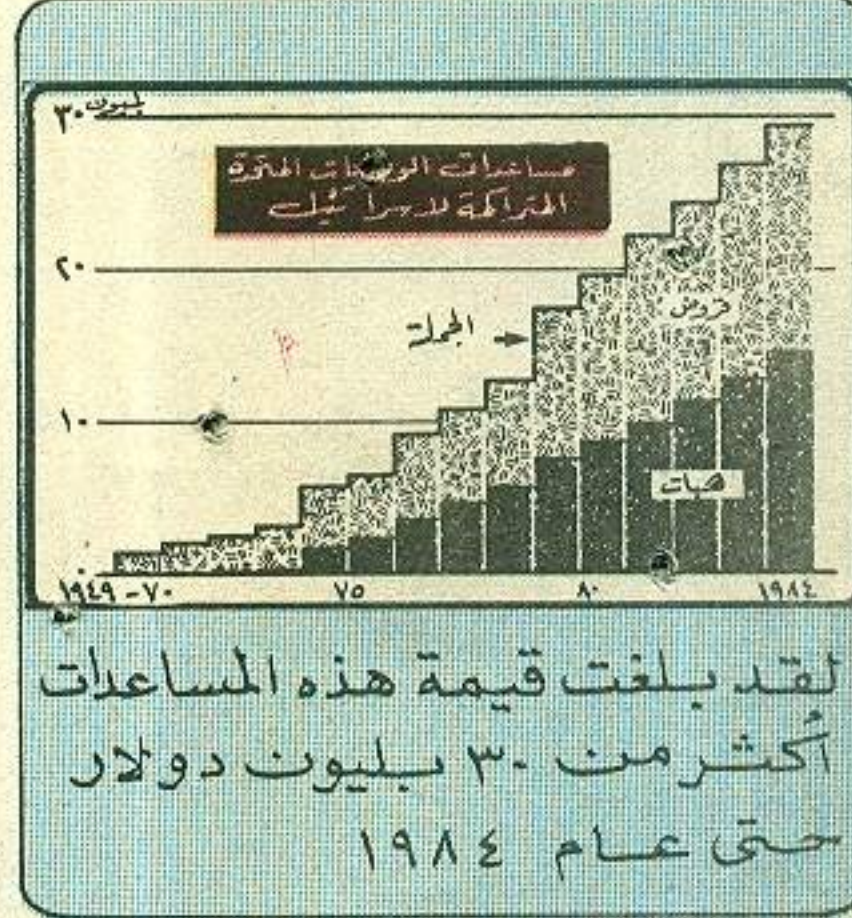 ٣٠ بليون
مساعدات الولايات المتحدة
المتراكمة لاسرائيل
٢٠
قروض
الجملة
١٠
هبات
٠
١٩٤٩ - ٧٠ ٧٥ ٨٠ ١٩٨٤
لقد بلغت قيمة هذه المساعدات
أكثر من ٣٠ بليون دولار
حتى عام ١٩٨٤